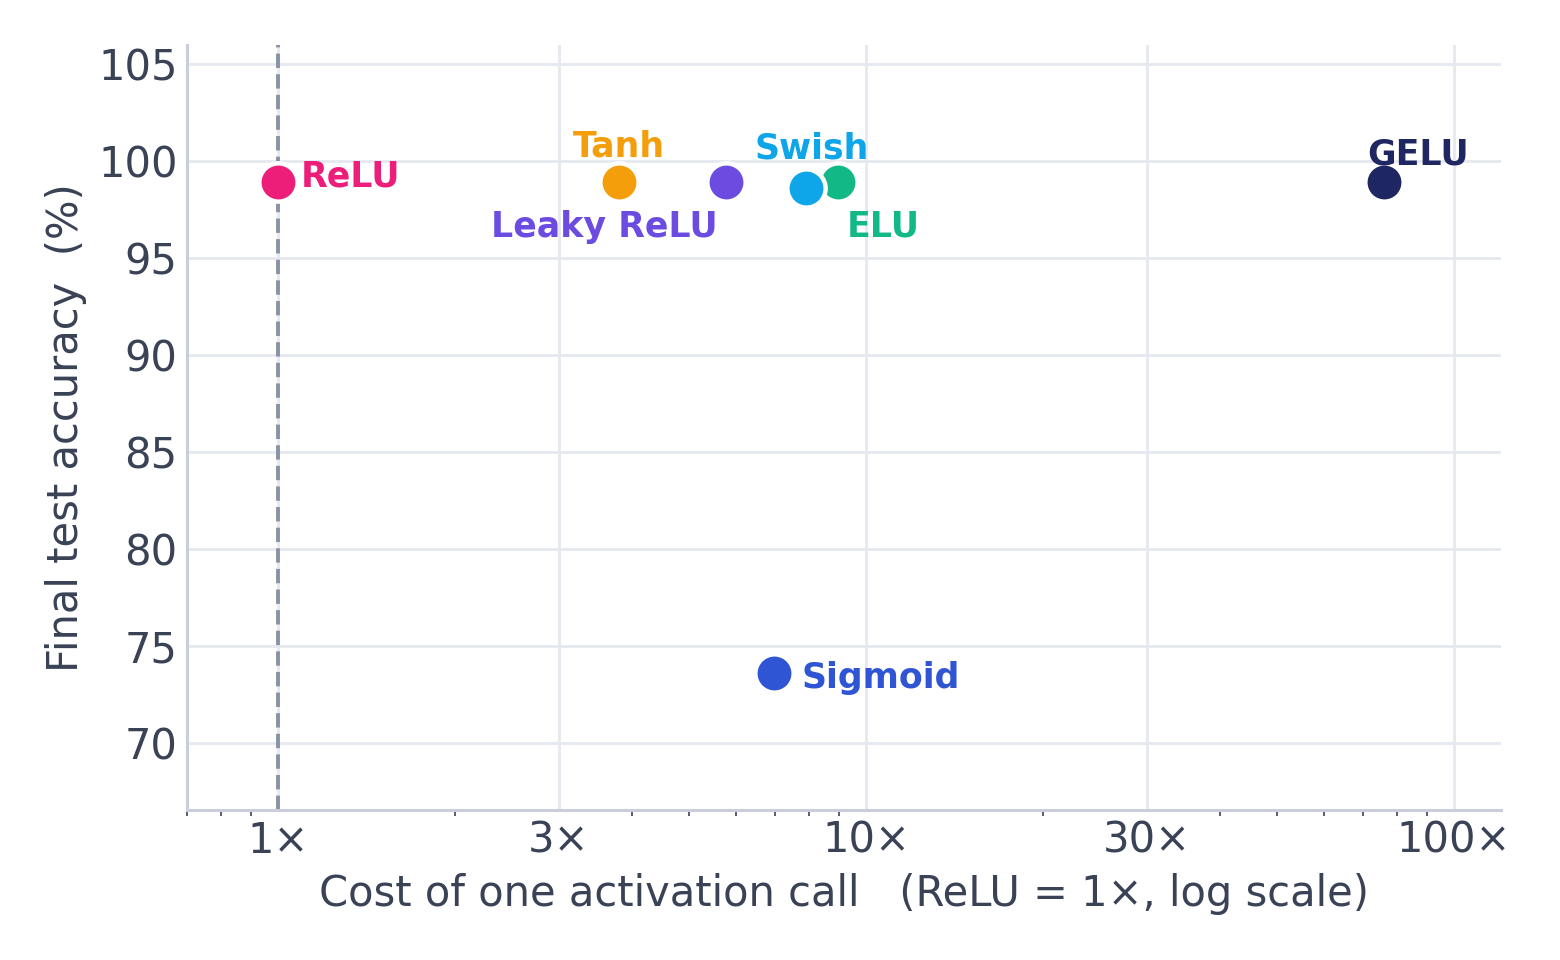 105
100
95
90
85
80
75
70
Final test accuracy (%)
Tanh
Swish
GELU
ReLU
Leaky ReLU
ELU
Sigmoid
1× 3× 10× 30× 100×
Cost of one activation call (ReLU = 1×, log scale)